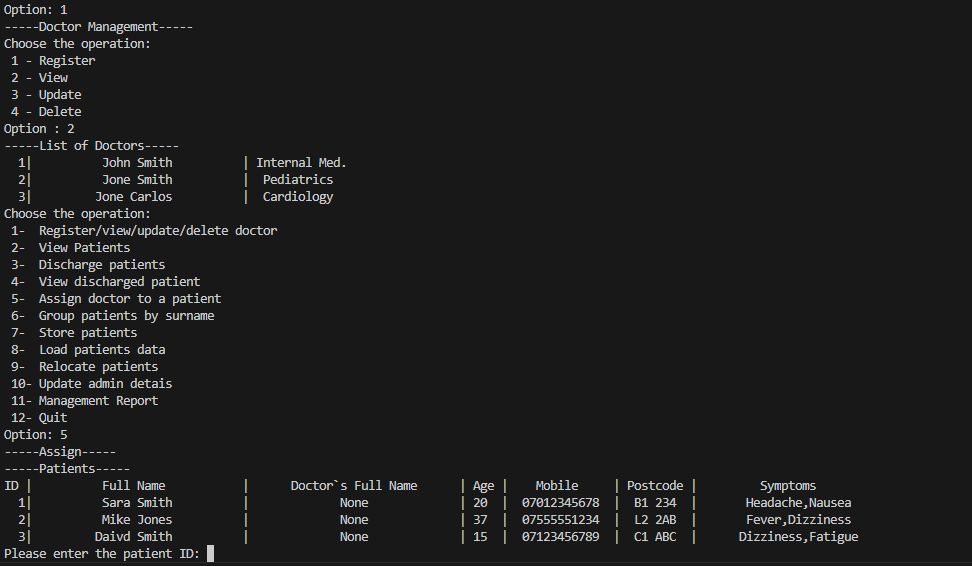 Option: 1
-----Doctor Management-----
Choose the operation:
 1 - Register
 2 - View
 3 - Update
 4 - Delete
Option : 2
-----List of Doctors-----
  1|          John Smith          | Internal Med.
  2|          Jone Smith          |  Pediatrics
  3|         Jone Carlos          |  Cardiology
Choose the operation:
 1-  Register/view/update/delete doctor
 2-  View Patients
 3-  Discharge patients
 4-  View discharged patient
 5-  Assign doctor to a patient
 6-  Group patients by surname
 7-  Store patients
 8-  Load patients data
 9-  Relocate patients
 10- Update admin detais
 11- Management Report
 12- Quit
Option: 5
-----Assign-----
-----Patients-----
ID |          Full Name           |      Doctor`s Full Name      | Age |    Mobile     | Postcode |         Symptoms
  1|          Sara Smith          |             None             | 20  |  07012345678  |  B1 234  |       Headache,Nausea
  2|          Mike Jones          |             None             | 37  |  07555551234  |  L2 2AB  |       Fever,Dizziness
  3|         Daivd Smith          |             None             | 15  |  07123456789  |  C1 ABC  |      Dizziness,Fatigue
Please enter the patient ID: